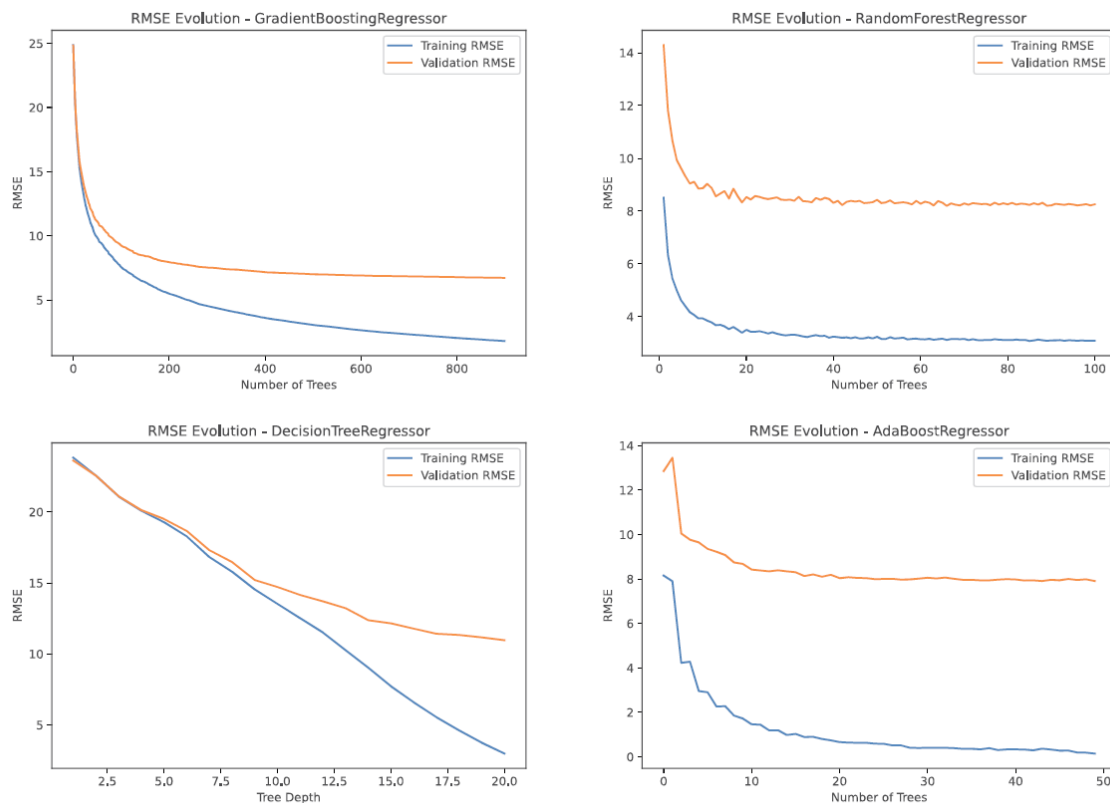 RMSE Evolution - GradientBoostingRegressor
Training RMSE
Validation RMSE
RMSE
25
20
15
10
5
0
200
400
600
800
Number of Trees
RMSE Evolution - RandomForestRegressor
Training RMSE
Validation RMSE
RMSE
14
12
10
8
6
4
0
20
40
60
80
100
Number of Trees
RMSE Evolution - DecisionTreeRegressor
Training RMSE
Validation RMSE
RMSE
20
15
10
5
2.5
5.0
7.5
10.0
12.5
15.0
17.5
20.0
Tree Depth
RMSE Evolution - AdaBoostRegressor
Training RMSE
Validation RMSE
RMSE
14
12
10
8
6
4
2
0
0
10
20
30
40
50
Number of Trees